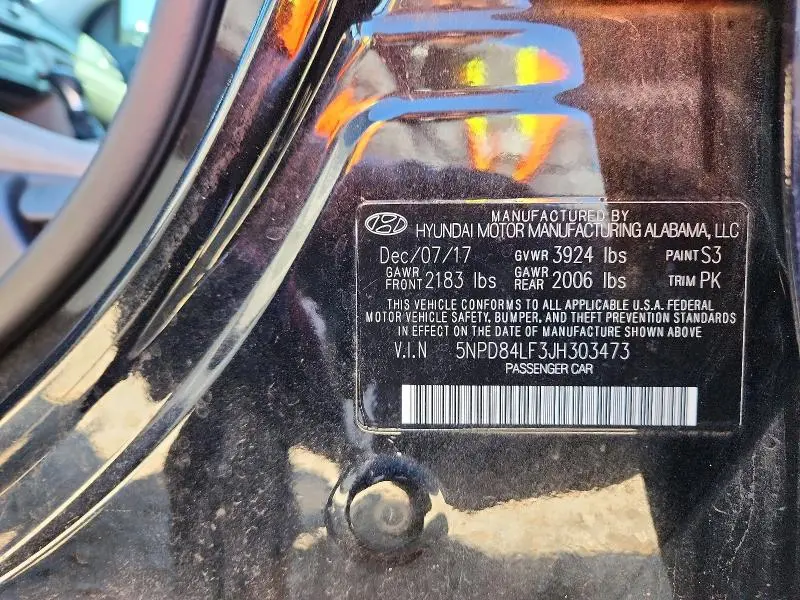 MANUFACTURED BY
HYUNDAI MOTOR MANUFACTURING ALABAMA, LLC
Dec/07/17 GVWR 3924 lbs PAINT S3
GAWR FRONT 2183 lbs GAWR REAR 2006 lbs TRIM PK
THIS VEHICLE CONFORMS TO ALL APPLICABLE U.S.A. FEDERAL
MOTOR VEHICLE SAFETY, BUMPER, AND THEFT PREVENTION STANDARDS
IN EFFECT ON THE DATE OF MANUFACTURE SHOWN ABOVE
V.I.N 5NPD84LF3JH303473
PASSENGER CAR